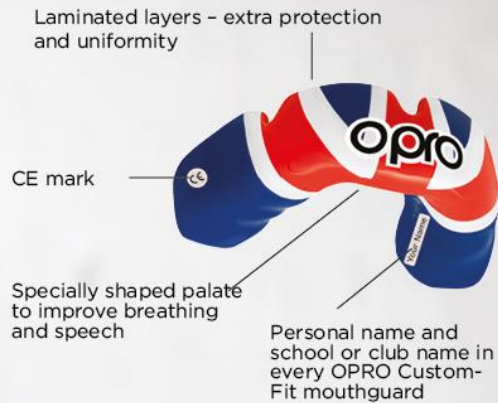 Laminated layers – extra protection
and uniformity
opro
CE mark
CE
Your Name
Specially shaped palate
to improve breathing
and speech
Personal name and
school or club name in
every OPRO Custom-
Fit mouthguard